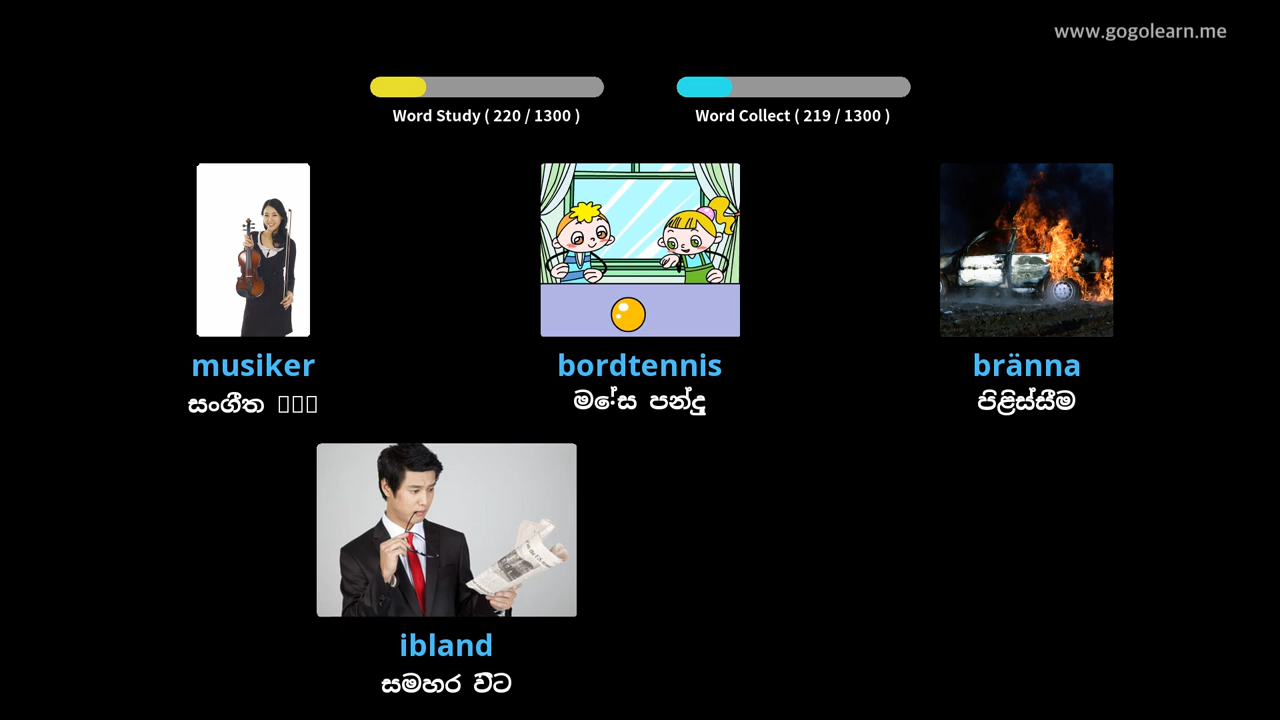 www.gogolearn.me
Word Study ( 220 / 1300 )
Word Collect ( 219 / 1300 )
musiker
සංගීත
bordtennis
මේස පන්දු
bränna
පිළිස්සීම
ibland
සමහර විට